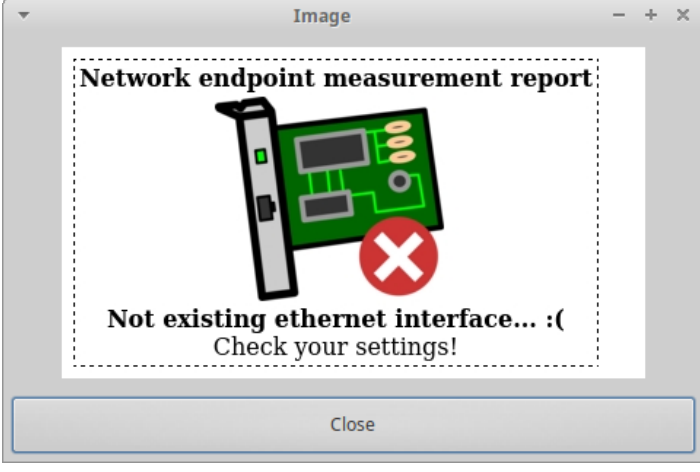 Image
Network endpoint measurement report
Not existing ethernet interface... :(
Check your settings!
Close